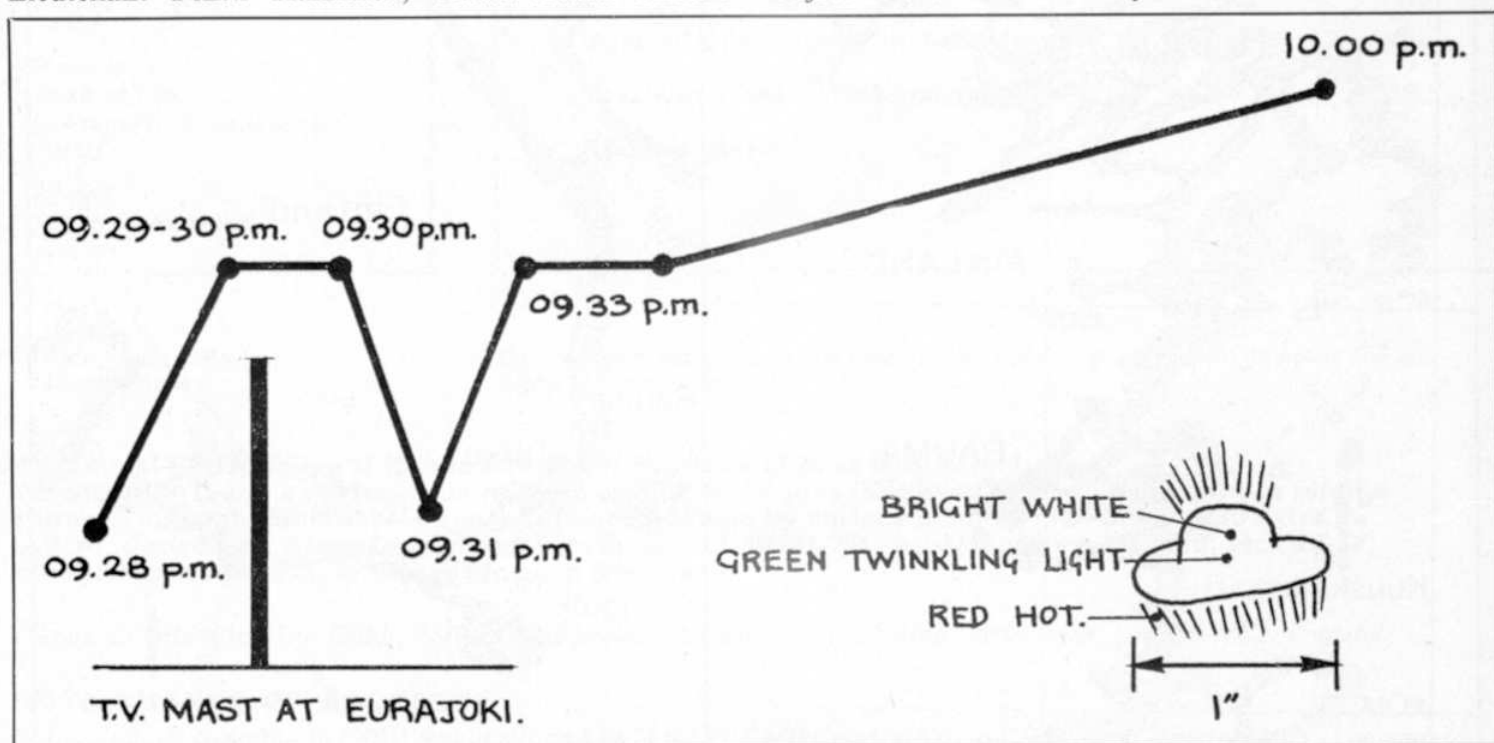 10.00 p.m.
09.29-30 p.m. 09.30 p.m.
09.33 p.m.
09.31 p.m.
09.28 p.m.
BRIGHT WHITE
GREEN TWINKLING LIGHT
RED HOT.
1"
T.V. MAST AT EURAJOKI.